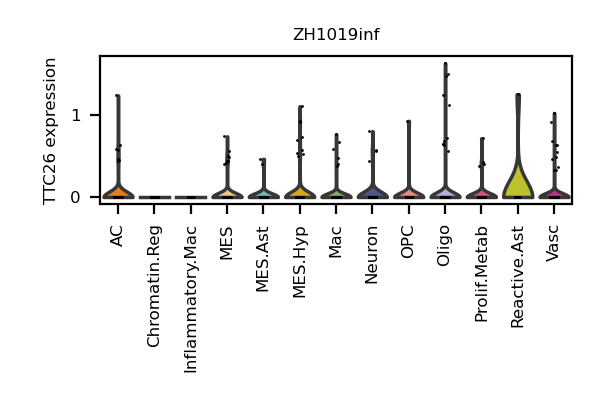 ZH1019inf
TTC26 expression
1
0
AC
Chromatin.Reg
Inflammatory.Mac
MES
MES.Ast
MES.Hyp
Mac
Neuron
OPC
Oligo
Prolif.Metab
Reactive.Ast
Vasc